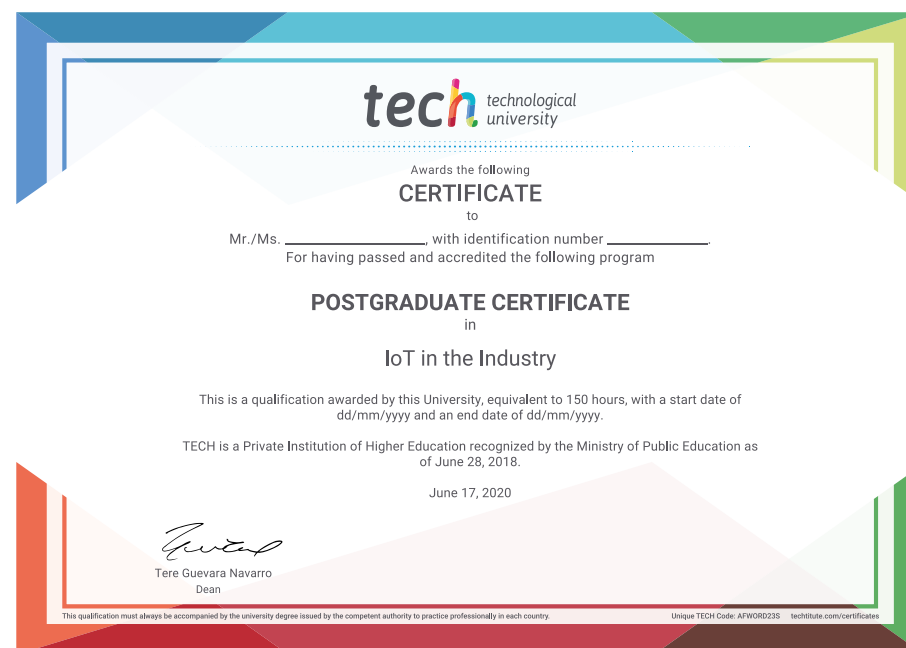 tech technological
university
Awards the following
CERTIFICATE
to
Mr./Ms. ____________________, with identification number ______________.
For having passed and accredited the following program
POSTGRADUATE CERTIFICATE
in
IoT in the Industry
This is a qualification awarded by this University, equivalent to 150 hours, with a start date of
dd/mm/yyyy and an end date of dd/mm/yyyy.
TECH is a Private Institution of Higher Education recognized by the Ministry of Public Education as
of June 28, 2018.
June 17, 2020
Tere Guevara Navarro
Dean
This qualification must always be accompanied by the university degree issued by the competent authority to practice professionally in each country. Unique TECH Code: AFWORD23S techtitute.com/certificates